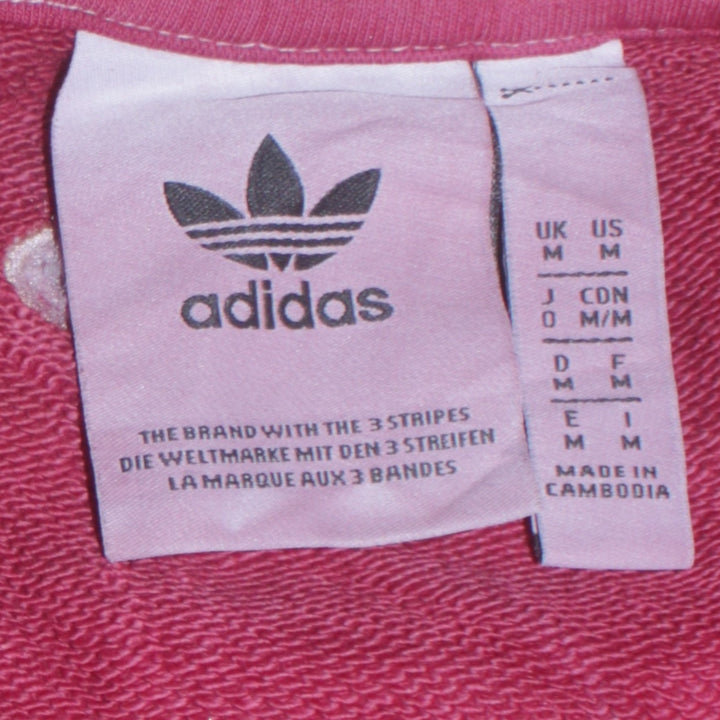 adidas
THE BRAND WITH THE 3 STRIPES
DIE WELTMARKE MIT DEN 3 STREIFEN
LA MARQUE AUX 3 BANDES
UK US
M M
J CDN
O M/M
D F
M M
E I
M M
MADE IN
CAMBODIA